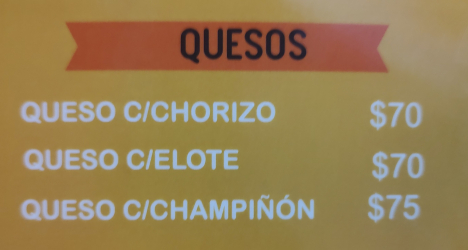 QUESOS
QUESO C/CHORIZO $70
QUESO C/ELOTE $70
QUESO C/CHAMPIÑÓN $75